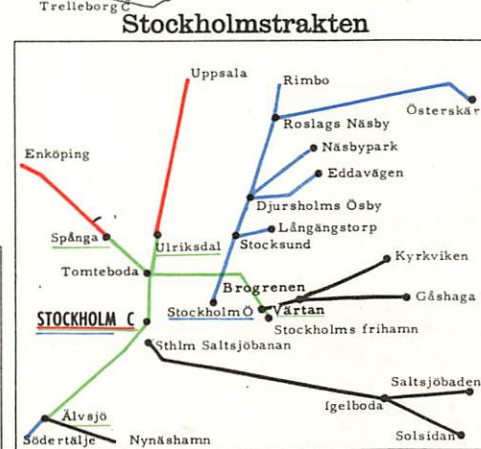 Trelleborg C
Stockholmstrakten
Uppsala
Rimbo
Österskär
Roslags Näsby
Enköping
Näsbypark
Eddavägen
Djursholms Ösby
Långängstorp
Spånga
Ulriksdal
Stocksund
Kyrkviken
Tomteboda
Brogrenen
Gåshaga
Stockholm Ö
Värtan
STOCKHOLM C
Stockholms frihamn
Sthlm Saltsjöbanan
Saltsjöbaden
Igelboda
Älvsjö
Södertälje
Nynäshamn
Solsidan